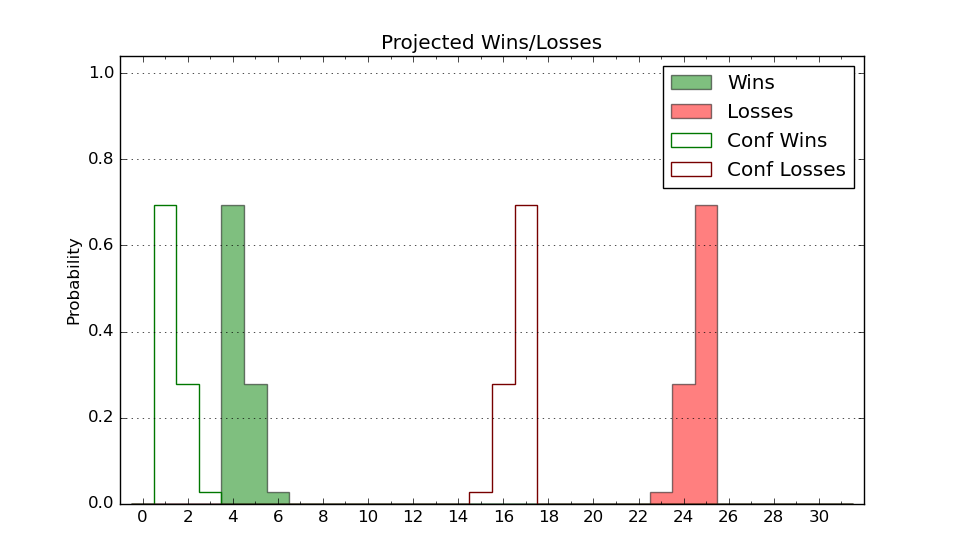 Projected Wins/Losses
1.0
0.8
0.6
0.4
0.2
0.0
Probability
Wins
Losses
Conf Wins
Conf Losses
0 2 4 6 8 10 12 14 16 18 20 22 24 26 28 30